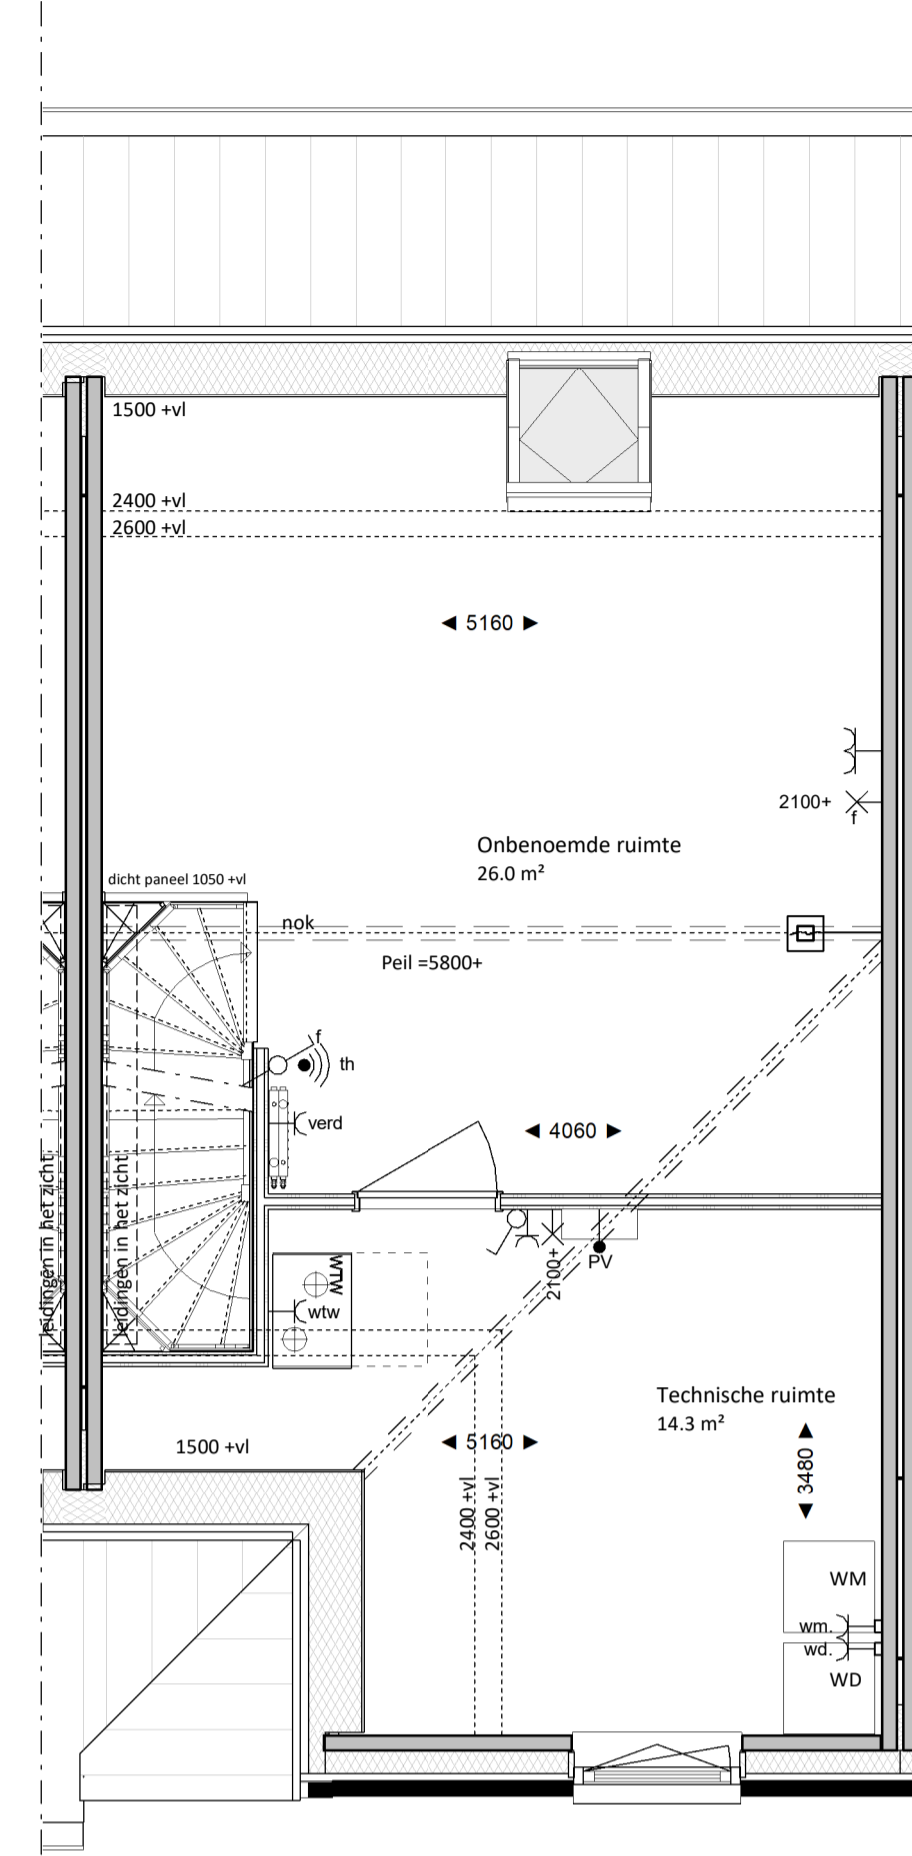 1500 +vl
2400 +vl
2600 +vl
◄ 5160 ►
2100+
f
Onbenoemde ruimte
26.0 m²
dicht paneel 1050 +vl
nok
Peil =5800+
f
th
verd
◄ 4060 ►
leidingen in het zicht
leidingen in het zicht
WTW
wtw
2100+
PV
Technische ruimte
14.3 m²
1500 +vl
◄ 5160 ►
◄ 3480 ►
2400 +vl
2600 +vl
WM
wm.
wd.
WD